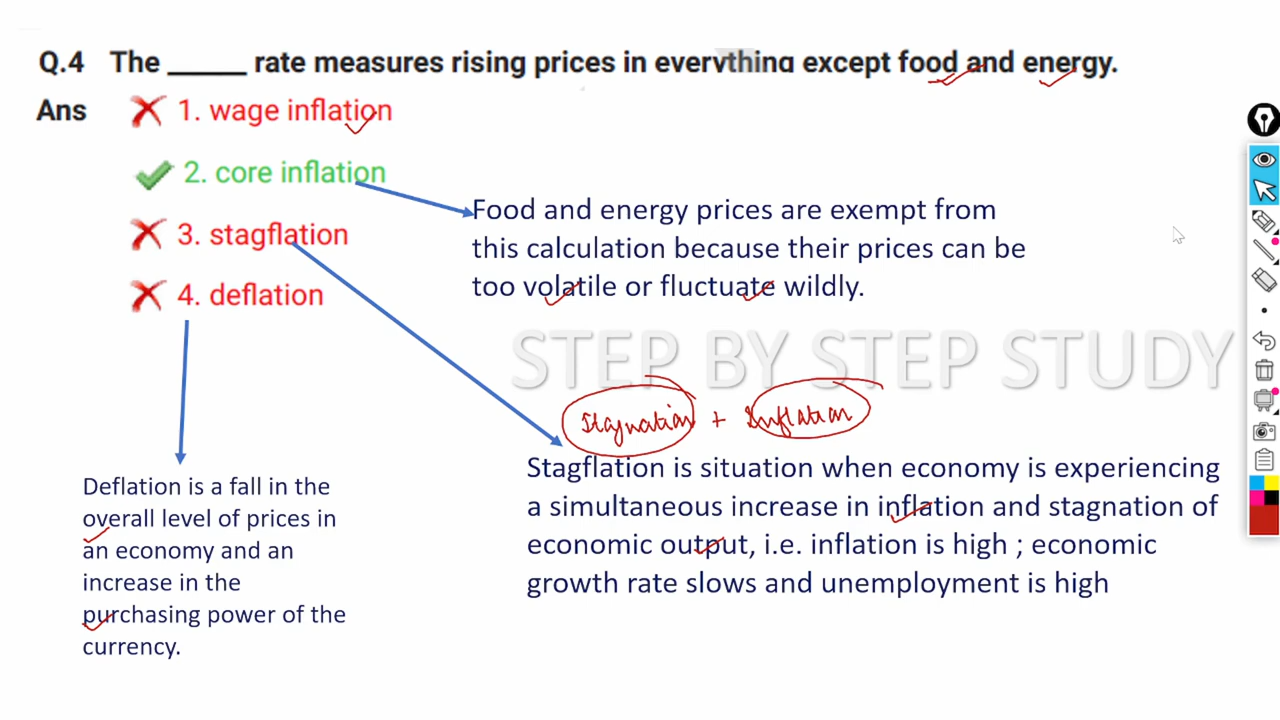 Q.4 The _____ rate measures rising prices in everything except food and energy.
Ans
1. wage inflation
2. core inflation
3. stagflation
4. deflation
Food and energy prices are exempt from
this calculation because their prices can be
too volatile or fluctuate wildly.
STEP BY STEP STUDY
Stagnation + Inflation
Stagflation is situation when economy is experiencing
a simultaneous increase in inflation and stagnation of
economic output, i.e. inflation is high ; economic
growth rate slows and unemployment is high
Deflation is a fall in the
overall level of prices in
an economy and an
increase in the
purchasing power of the
currency.